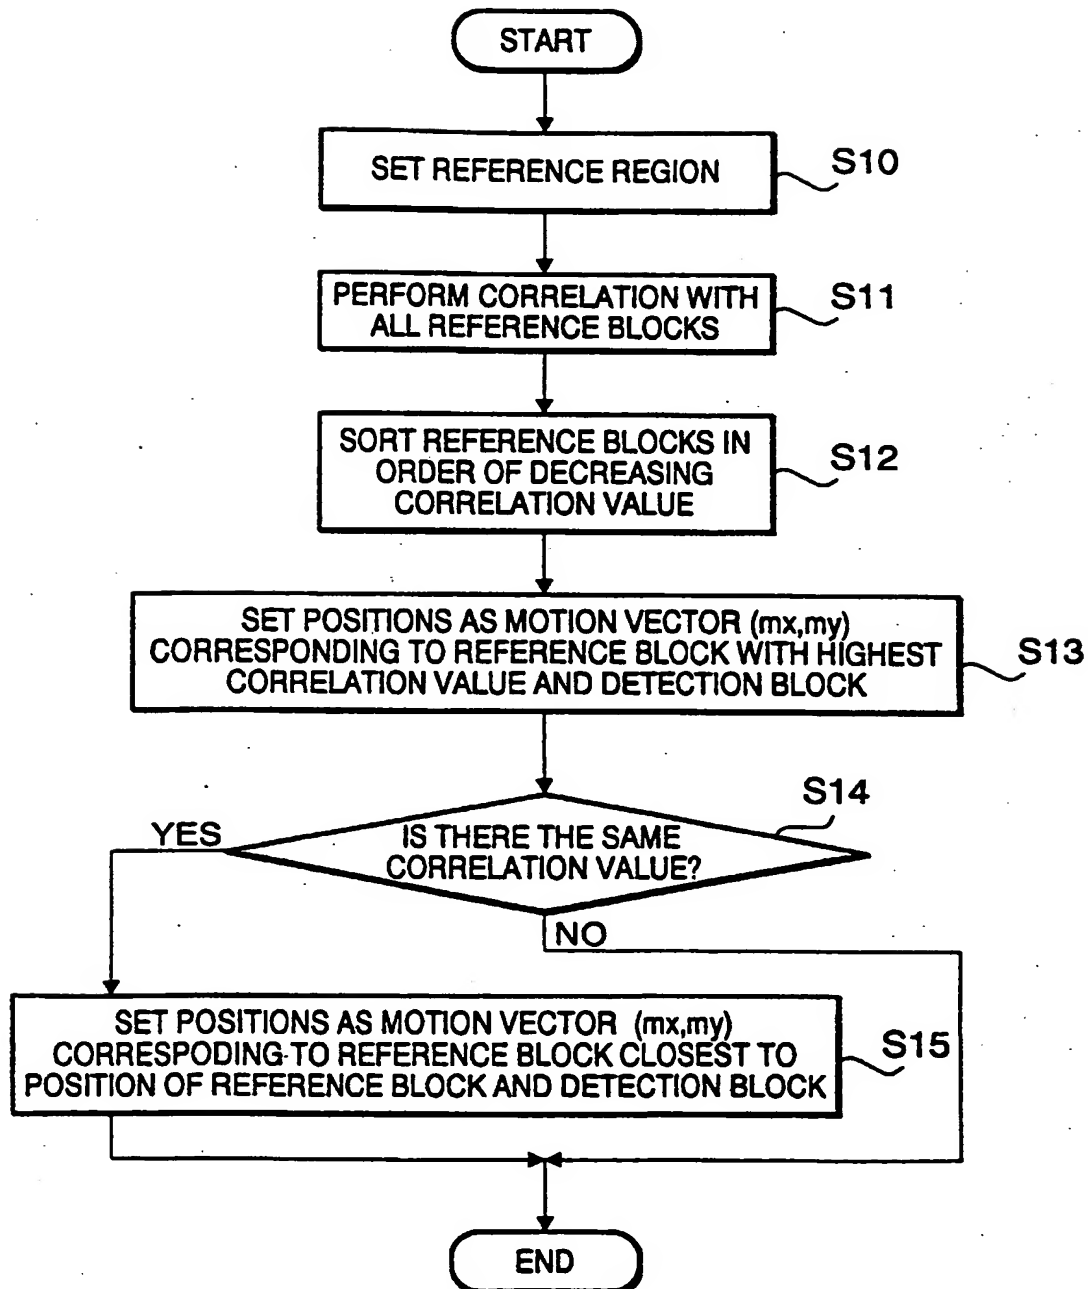 START
SET REFERENCE REGION
S10
PERFORM CORRELATION WITH
ALL REFERENCE BLOCKS
S11
SORT REFERENCE BLOCKS IN
ORDER OF DECREASING
CORRELATION VALUE
S12
SET POSITIONS AS MOTION VECTOR (mx,my)
CORRESPONDING TO REFERENCE BLOCK WITH HIGHEST
CORRELATION VALUE AND DETECTION BLOCK
S13
S14
IS THERE THE SAME
CORRELATION VALUE?
YES
NO
SET POSITIONS AS MOTION VECTOR (mx,my)
CORRESPODING TO REFERENCE BLOCK CLOSEST TO
POSITION OF REFERENCE BLOCK AND DETECTION BLOCK
S15
END